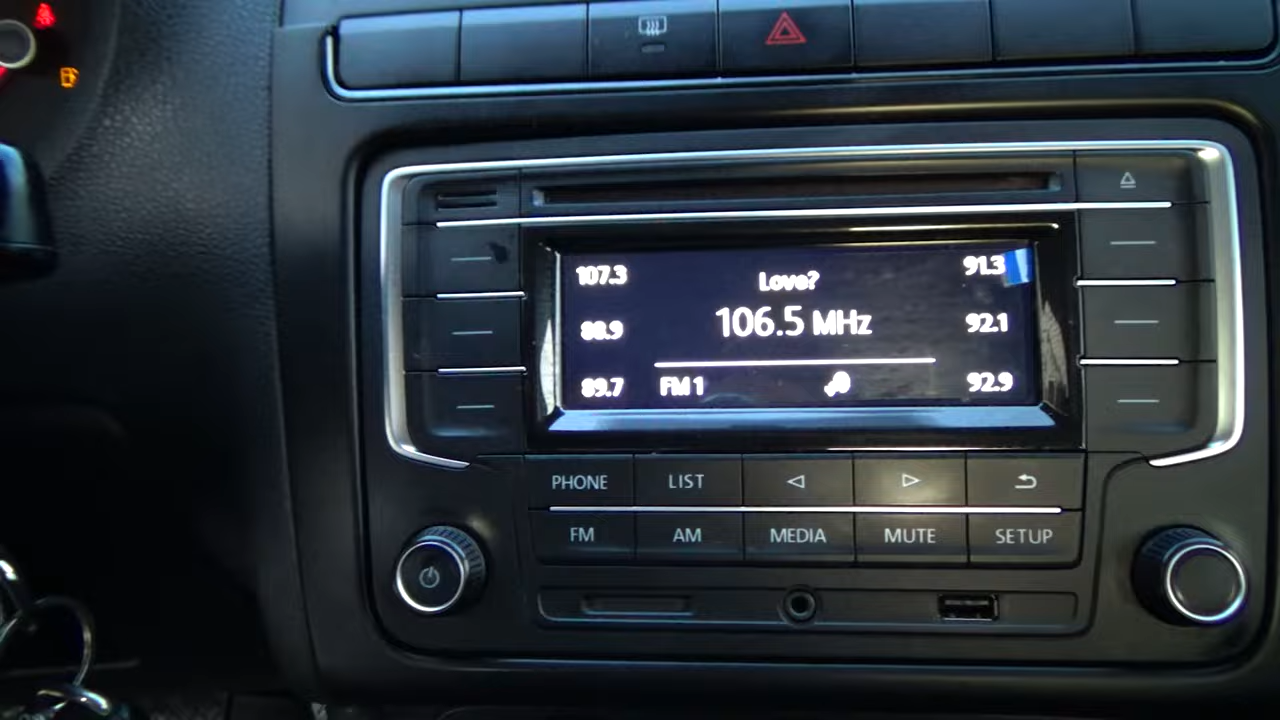 107.3
Love?
91.3
106.5 MHz
88.9
92.1
89.7
FM 1
92.9
PHONE
LIST
FM
AM
MEDIA
MUTE
SETUP